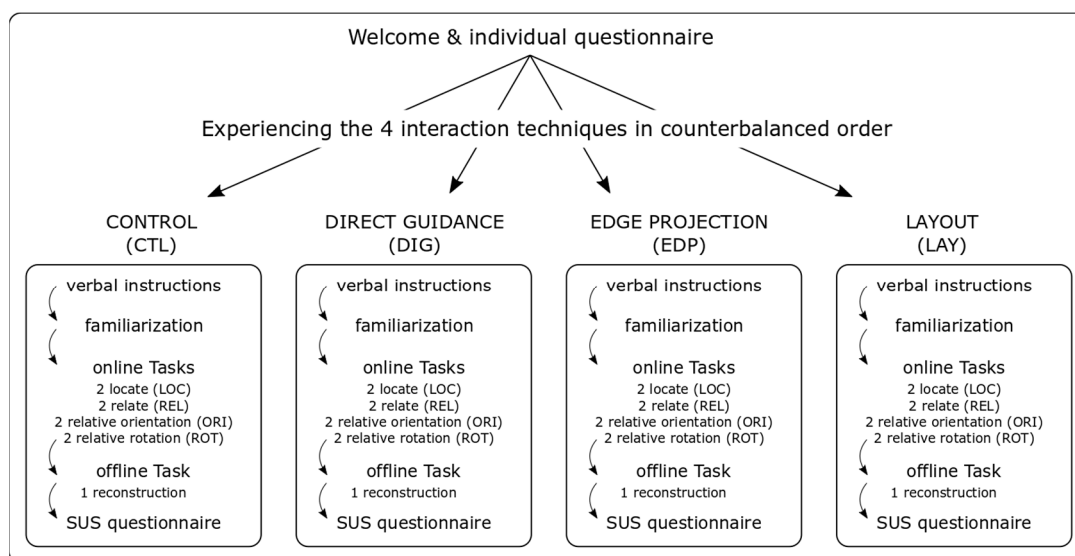 Welcome & individual questionnaire
Experiencing the 4 interaction techniques in counterbalanced order
CONTROL
(CTL)
verbal instructions
familiarization
online Tasks
2 locate (LOC)
2 relate (REL)
2 relative orientation (ORI)
2 relative rotation (ROT)
offline Task
1 reconstruction
SUS questionnaire
DIRECT GUIDANCE
(DIG)
verbal instructions
familiarization
online Tasks
2 locate (LOC)
2 relate (REL)
2 relative orientation (ORI)
2 relative rotation (ROT)
offline Task
1 reconstruction
SUS questionnaire
EDGE PROJECTION
(EDP)
verbal instructions
familiarization
online Tasks
2 locate (LOC)
2 relate (REL)
2 relative orientation (ORI)
2 relative rotation (ROT)
offline Task
1 reconstruction
SUS questionnaire
LAYOUT
(LAY)
verbal instructions
familiarization
online Tasks
2 locate (LOC)
2 relate (REL)
2 relative orientation (ORI)
2 relative rotation (ROT)
offline Task
1 reconstruction
SUS questionnaire